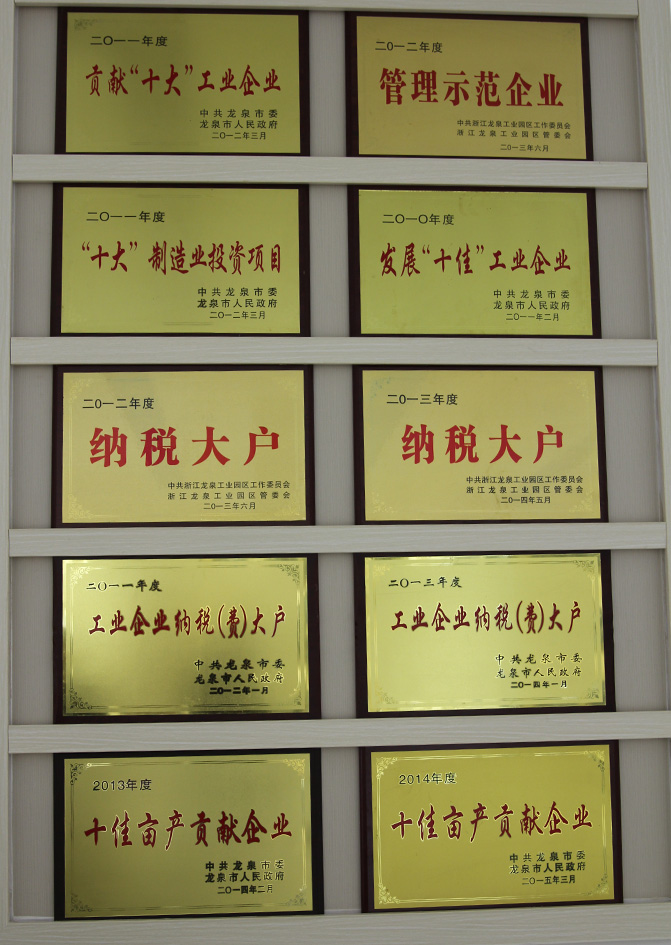 二〇一一年度
贡献“十大”工业企业
中共龙泉市委
龙泉市人民政府
二〇一二年三月
二〇一二年度
管理示范企业
中共浙江龙泉工业园区工作委员会
浙江龙泉工业园区管委会
二〇一三年六月
二〇一一年度
“十大”制造业投资项目
中共龙泉市委
龙泉市人民政府
二〇一二年三月
二〇一〇年度
发展“十佳”工业企业
中共龙泉市委
龙泉市人民政府
二〇一一年二月
二〇一二年度
纳税大户
中共浙江龙泉工业园区工作委员会
浙江龙泉工业园区管委会
二〇一三年六月
二〇一三年度
纳税大户
中共浙江龙泉工业园区工作委员会
浙江龙泉工业园区管委会
二〇一四年五月
二〇一一年度
工业企业纳税(费)大户
中共龙泉市委
龙泉市人民政府
二〇一二年一月
二〇一三年度
工业企业纳税(费)大户
中共龙泉市委
龙泉市人民政府
二〇一四年一月
2013年度
十佳亩产贡献企业
中共龙泉市委
龙泉市人民政府
二〇一四年二月
2014年度
十佳亩产贡献企业
中共龙泉市委
龙泉市人民政府
二〇一五年三月